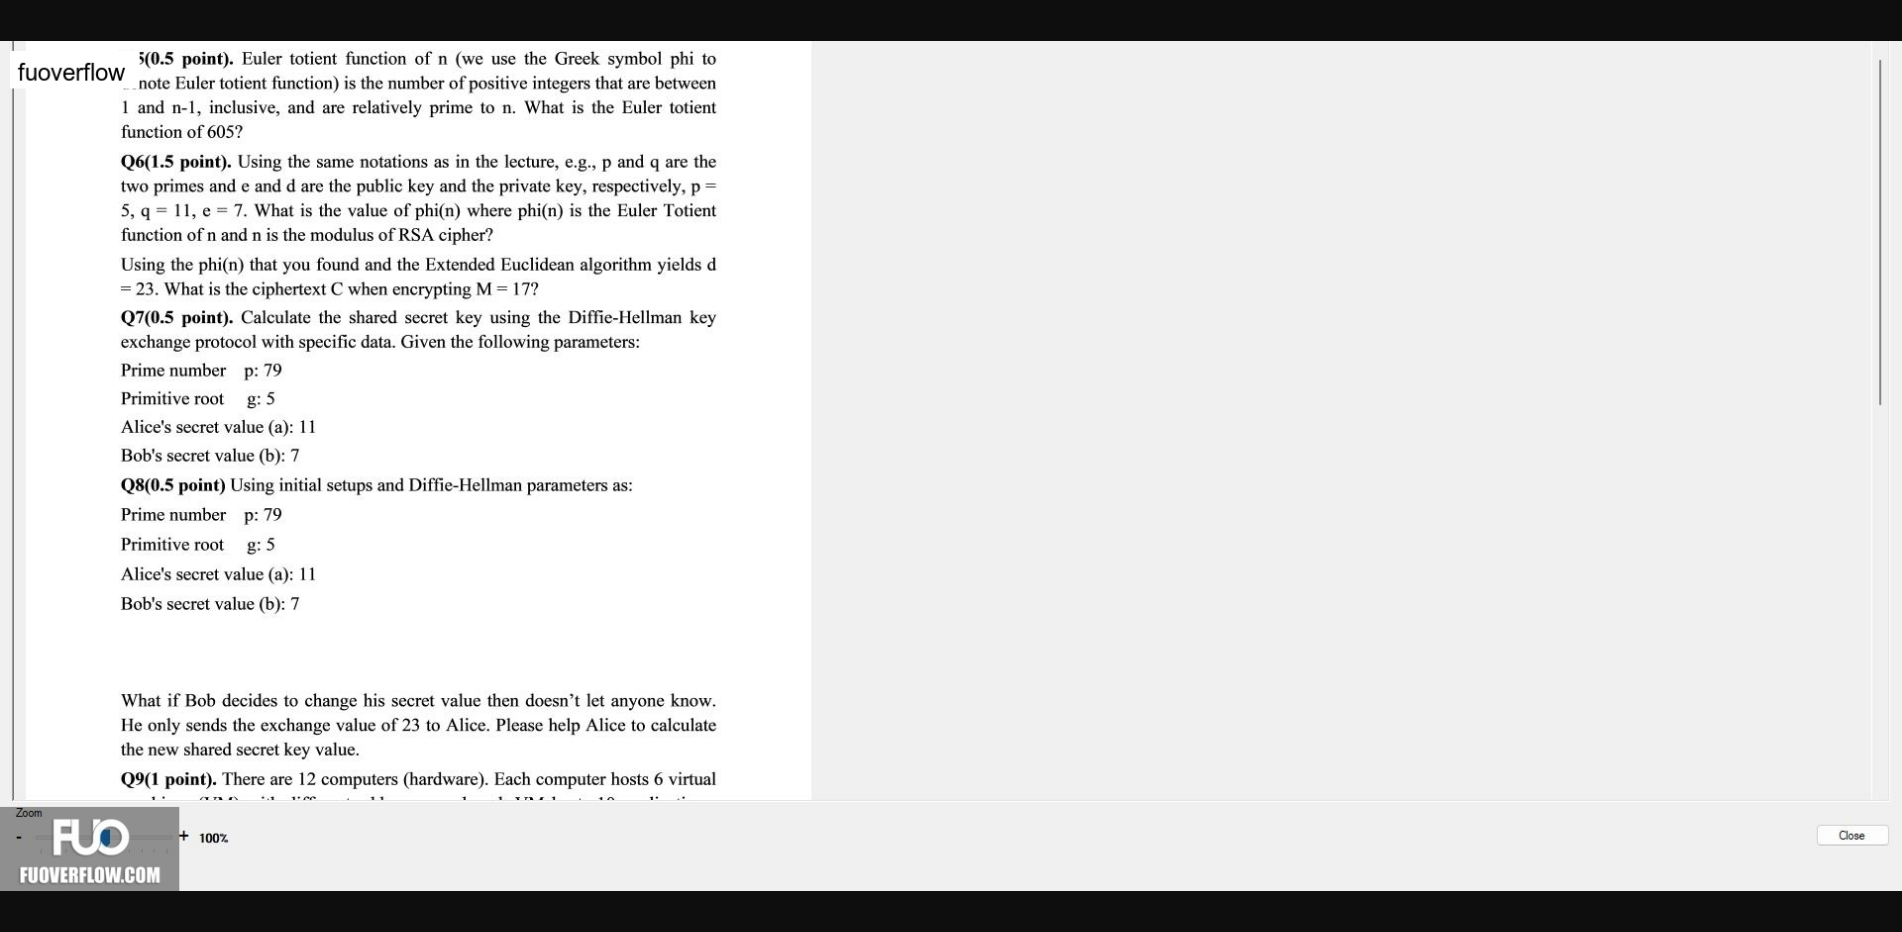 fuoverflow
5(0.5 point). Euler totient function of n (we use the Greek symbol phi to
note Euler totient function) is the number of positive integers that are between
1 and n-1, inclusive, and are relatively prime to n. What is the Euler totient
function of 605?
Q6(1.5 point). Using the same notations as in the lecture, e.g., p and q are the
two primes and e and d are the public key and the private key, respectively, p =
5, q = 11, e = 7. What is the value of phi(n) where phi(n) is the Euler Totient
function of n and n is the modulus of RSA cipher?
Using the phi(n) that you found and the Extended Euclidean algorithm yields d
= 23. What is the ciphertext C when encrypting M = 17?
Q7(0.5 point). Calculate the shared secret key using the Diffie-Hellman key
exchange protocol with specific data. Given the following parameters:
Prime number p: 79
Primitive root g: 5
Alice's secret value (a): 11
Bob's secret value (b): 7
Q8(0.5 point) Using initial setups and Diffie-Hellman parameters as:
Prime number p: 79
Primitive root g: 5
Alice's secret value (a): 11
Bob's secret value (b): 7
What if Bob decides to change his secret value then doesn’t let anyone know.
He only sends the exchange value of 23 to Alice. Please help Alice to calculate
the new shared secret key value.
Q9(1 point). There are 12 computers (hardware). Each computer hosts 6 virtual
Zoom
- + 100%
Close
FUO
FUOVERFLOW.COM